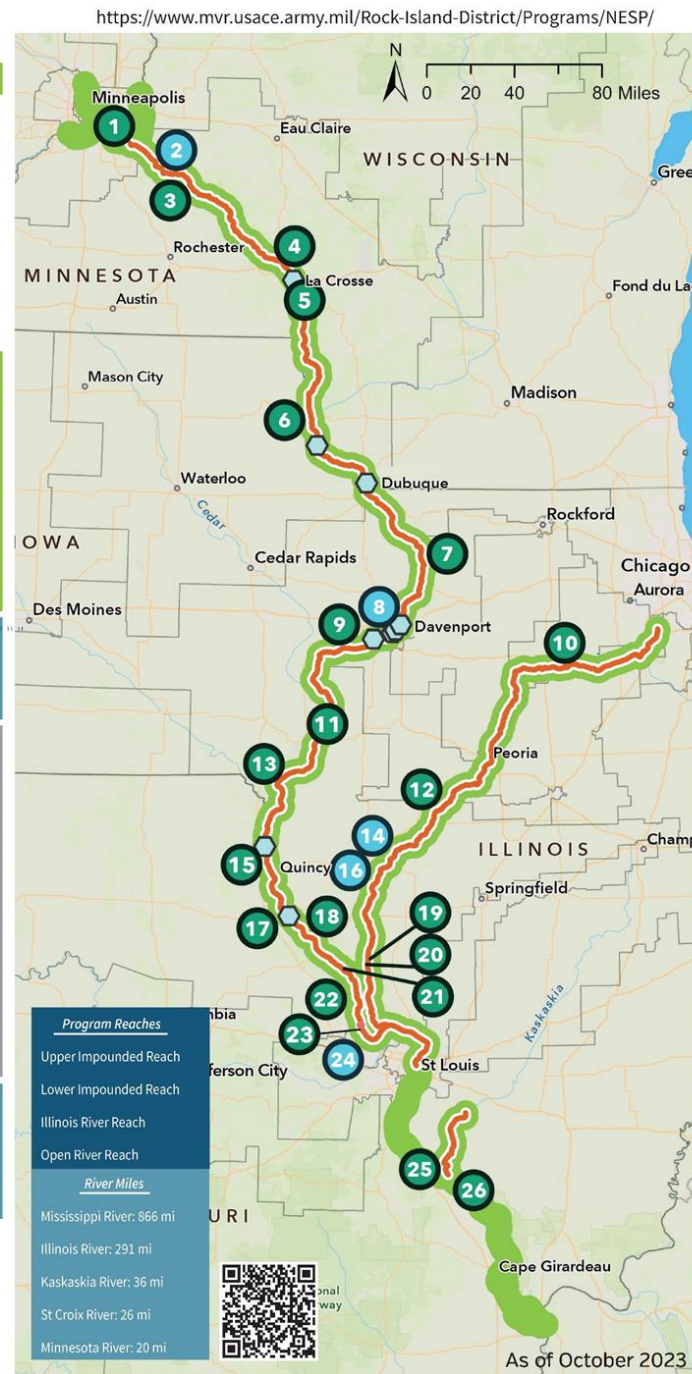 https://www.mvr.usace.army.mil/Rock-Island-District/Programs/NESP/
N
0 20 40 80 Miles
Minneapolis
1
2
Eau Claire
WISCONSIN
Gree
3
Rochester
4
MINNESOTA
La Crosse
Fond du La
Austin
5
Mason City
Madison
6
Waterloo
Dubuque
Cedar
Rockford
OWA
7
Cedar Rapids
Chicago
Aurora
Des Moines
8
9
Davenport
10
11
Peoria
13
12
14
ILLINOIS
Champ
15
Quincy
16
Springfield
17
18
19
20
21
22
Kaskaskia
23
mbia
24
St Louis
ferson City
25
26
URI
Cape Girardeau
onal
rway
Program Reaches
Upper Impounded Reach
Lower Impounded Reach
Illinois River Reach
Open River Reach
River Miles
Mississippi River: 866 mi
Illinois River: 291 mi
Kaskaskia River: 36 mi
St Croix River: 26 mi
Minnesota River: 20 mi
As of October 2023